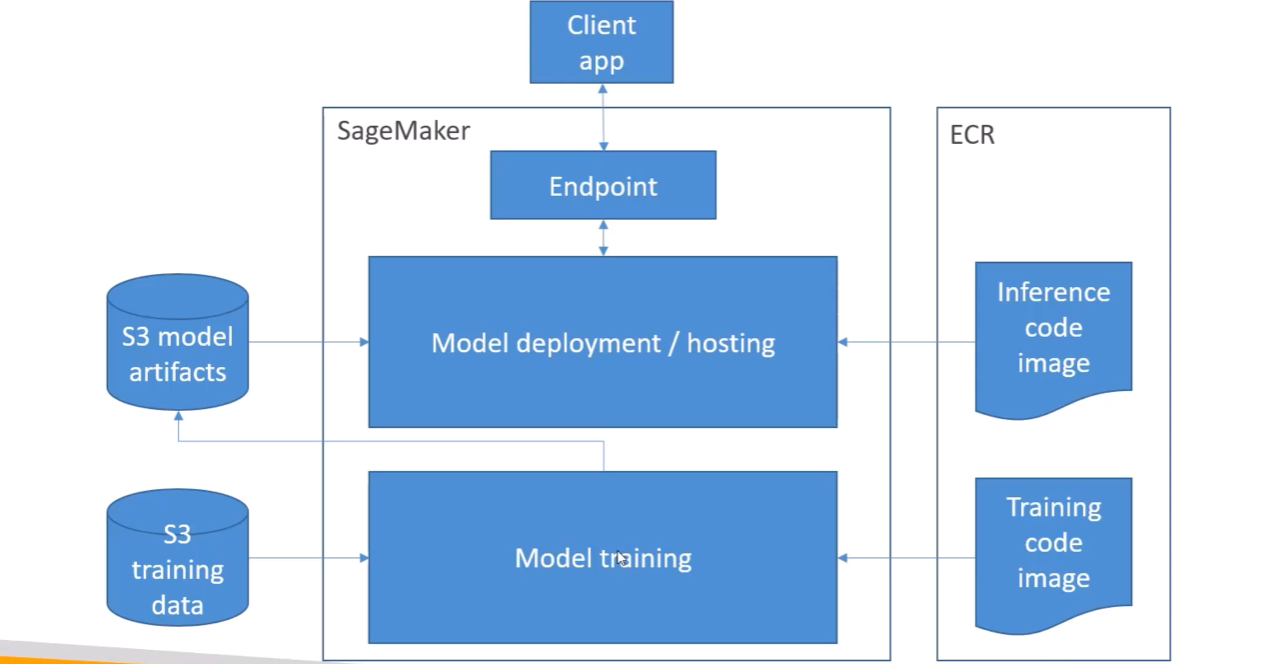 Client
app
SageMaker
ECR
Endpoint
S3 model
artifacts
Model deployment / hosting
Inference
code
image
S3
training
data
Model training
Training
code
image